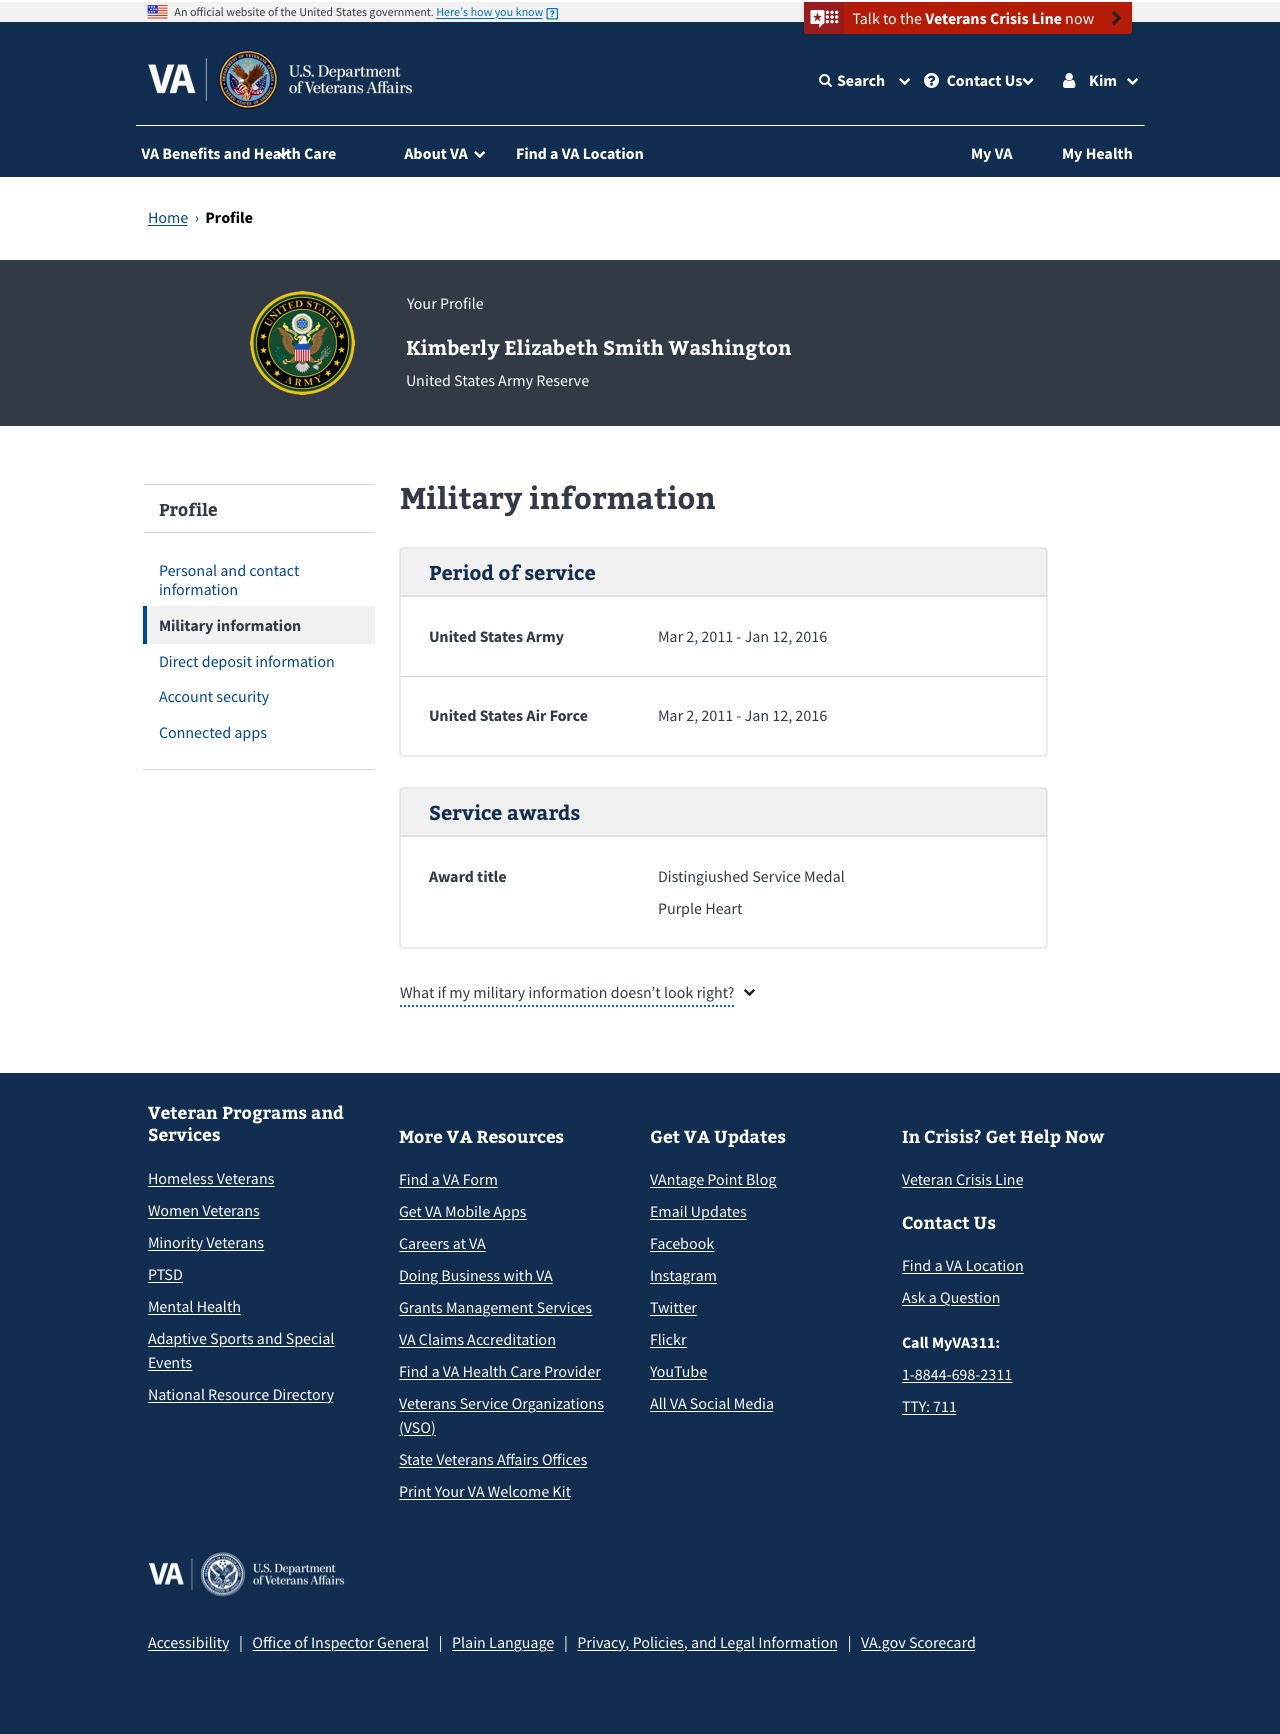 An official website of the United States government. Here's how you know
Talk to the Veterans Crisis Line now
VA
U.S. Department
of Veterans Affairs
Search
Contact Us
Kim
VA Benefits and Health Care
About VA
Find a VA Location
My VA
My Health
Home › Profile
UNITED STATES
ARMY
Your Profile
Kimberly Elizabeth Smith Washington
United States Army Reserve
Profile
Personal and contact
information
Military information
Direct deposit information
Account security
Connected apps
Military information
Period of service
United States Army Mar 2, 2011 - Jan 12, 2016
United States Air Force Mar 2, 2011 - Jan 12, 2016
Service awards
Award title Distingiushed Service Medal
Purple Heart
What if my military information doesn't look right?
Veteran Programs and
Services
Homeless Veterans
Women Veterans
Minority Veterans
PTSD
Mental Health
Adaptive Sports and Special
Events
National Resource Directory
More VA Resources
Find a VA Form
Get VA Mobile Apps
Careers at VA
Doing Business with VA
Grants Management Services
VA Claims Accreditation
Find a VA Health Care Provider
Veterans Service Organizations
(VSO)
State Veterans Affairs Offices
Print Your VA Welcome Kit
Get VA Updates
VAntage Point Blog
Email Updates
Facebook
Instagram
Twitter
Flickr
YouTube
All VA Social Media
In Crisis? Get Help Now
Veteran Crisis Line
Contact Us
Find a VA Location
Ask a Question
Call MyVA311:
1-8844-698-2311
TTY: 711
VA
U.S. Department
of Veterans Affairs
Accessibility | Office of Inspector General | Plain Language | Privacy, Policies, and Legal Information | VA.gov Scorecard